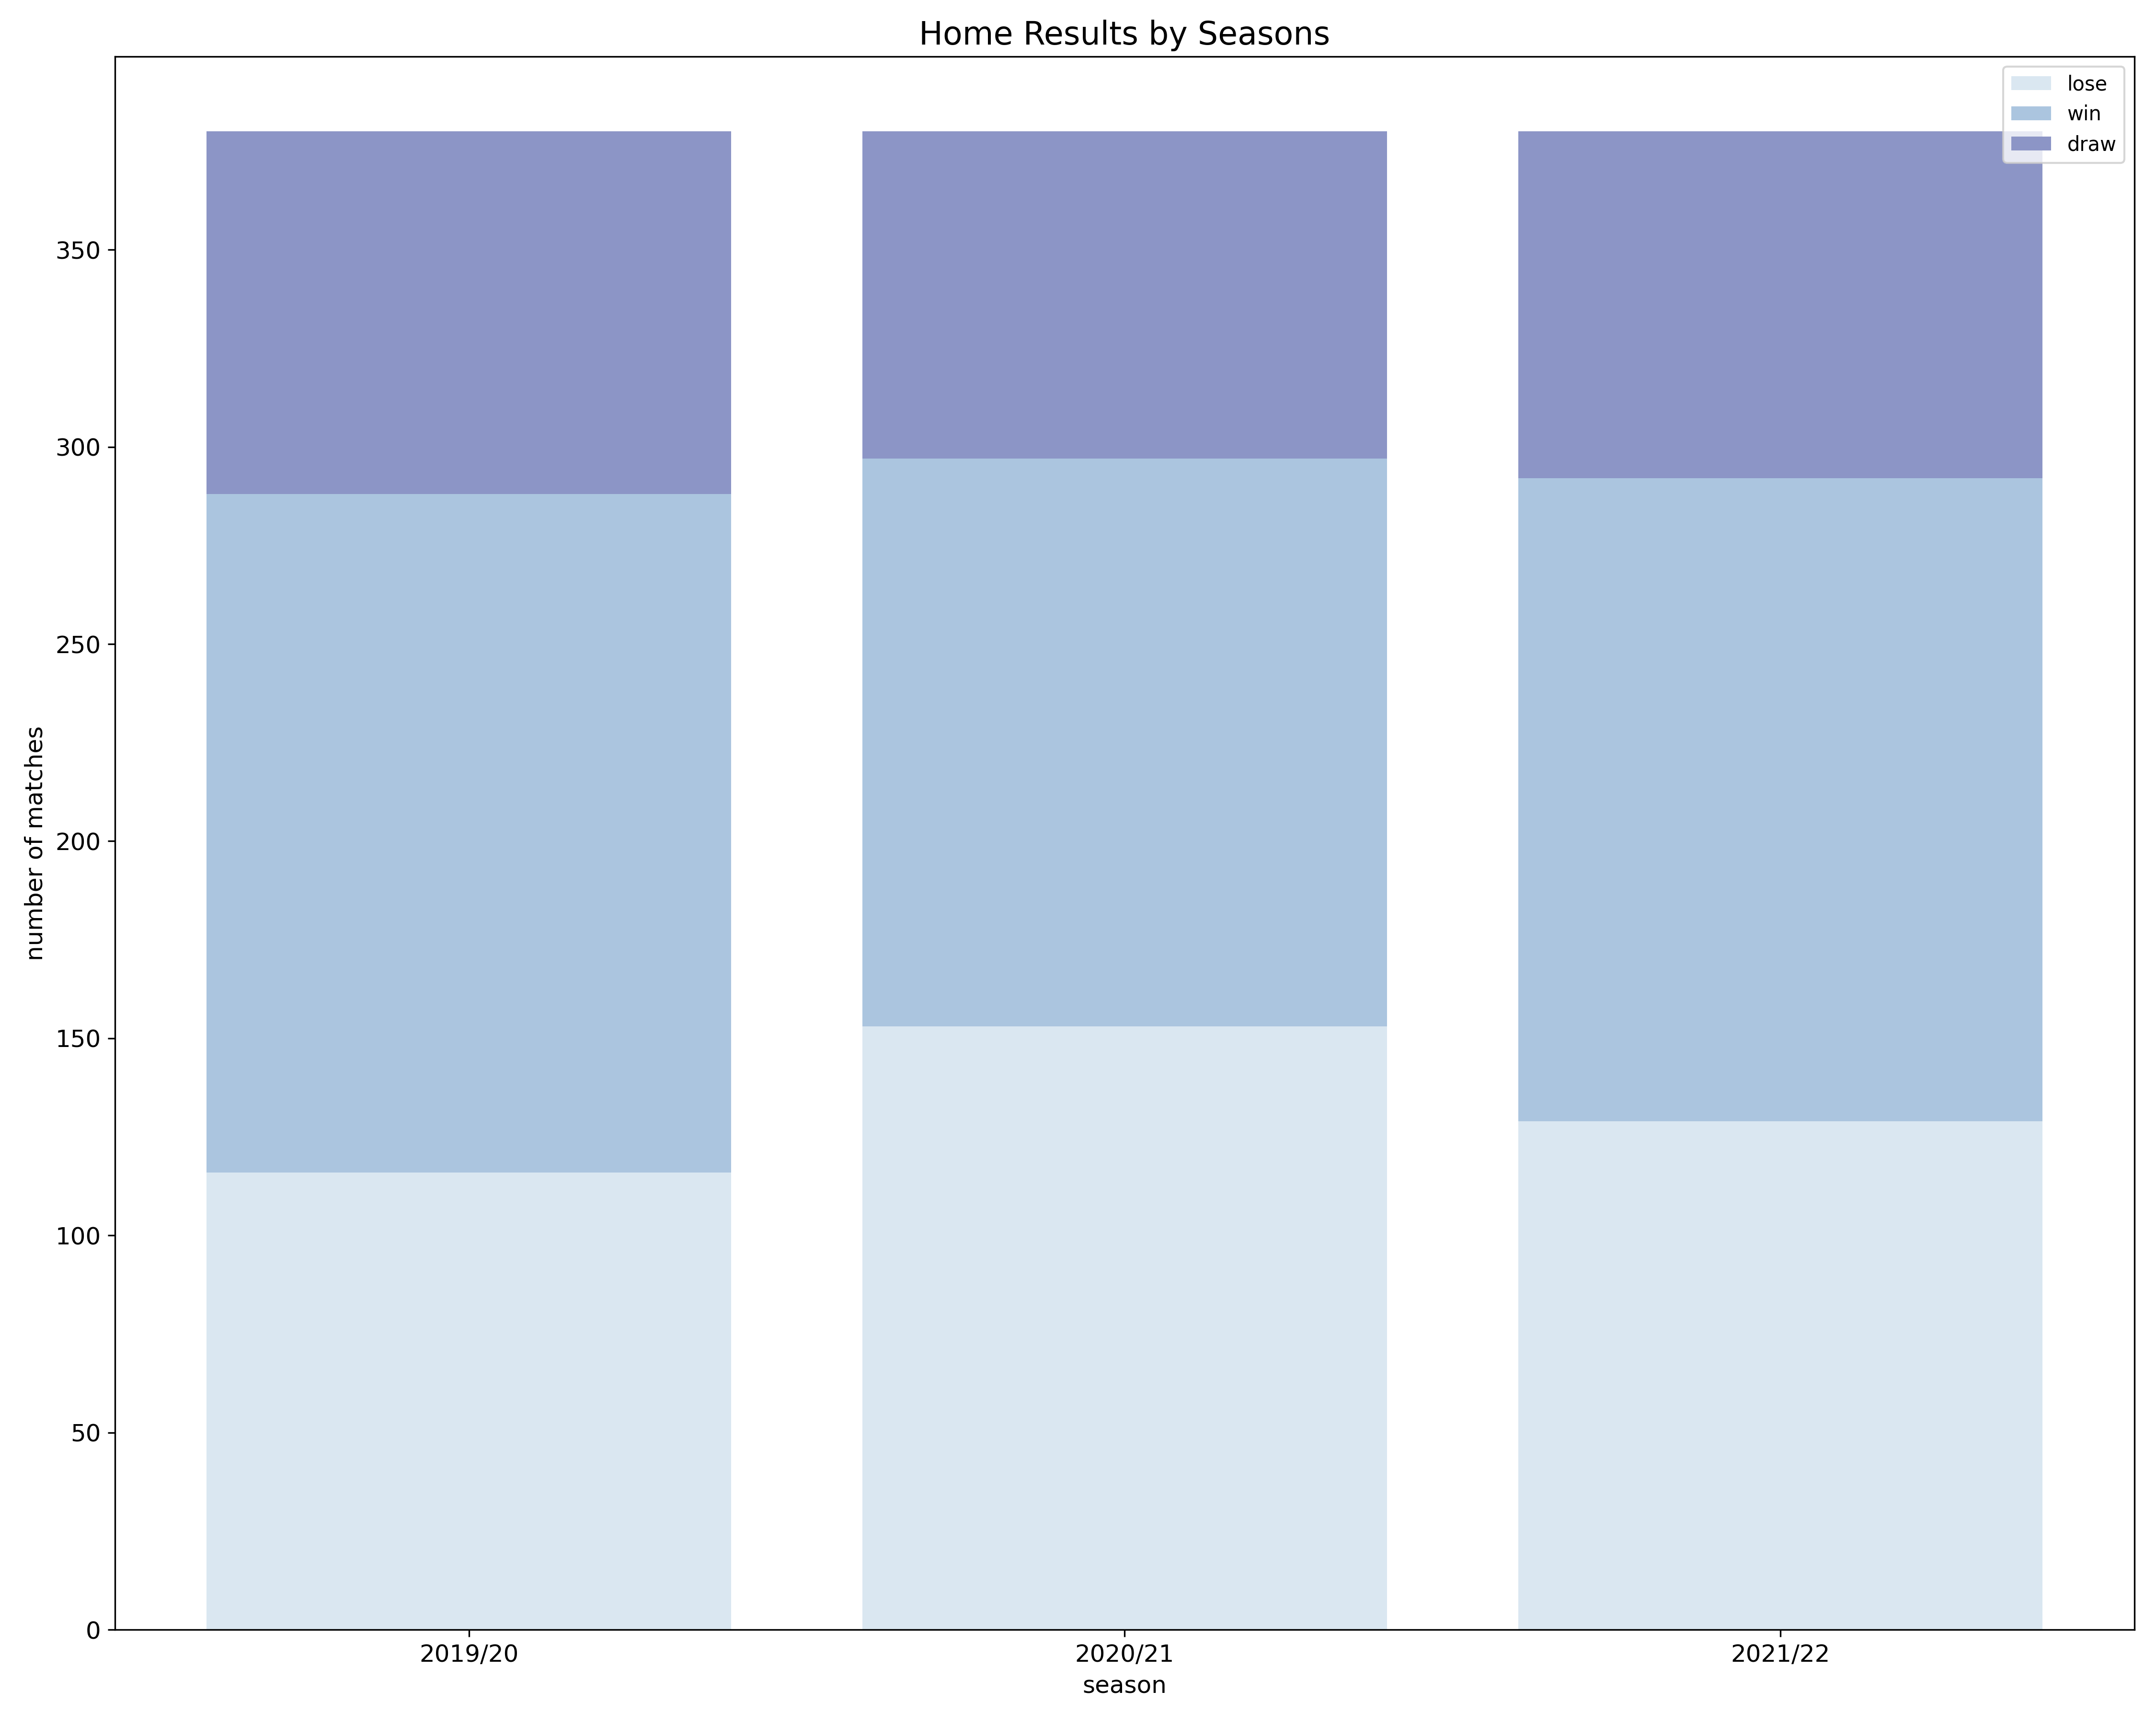 Home Results by Seasons
lose
win
draw
350
300
250
200
150
100
50
0
number of matches
2019/20
2020/21
2021/22
season